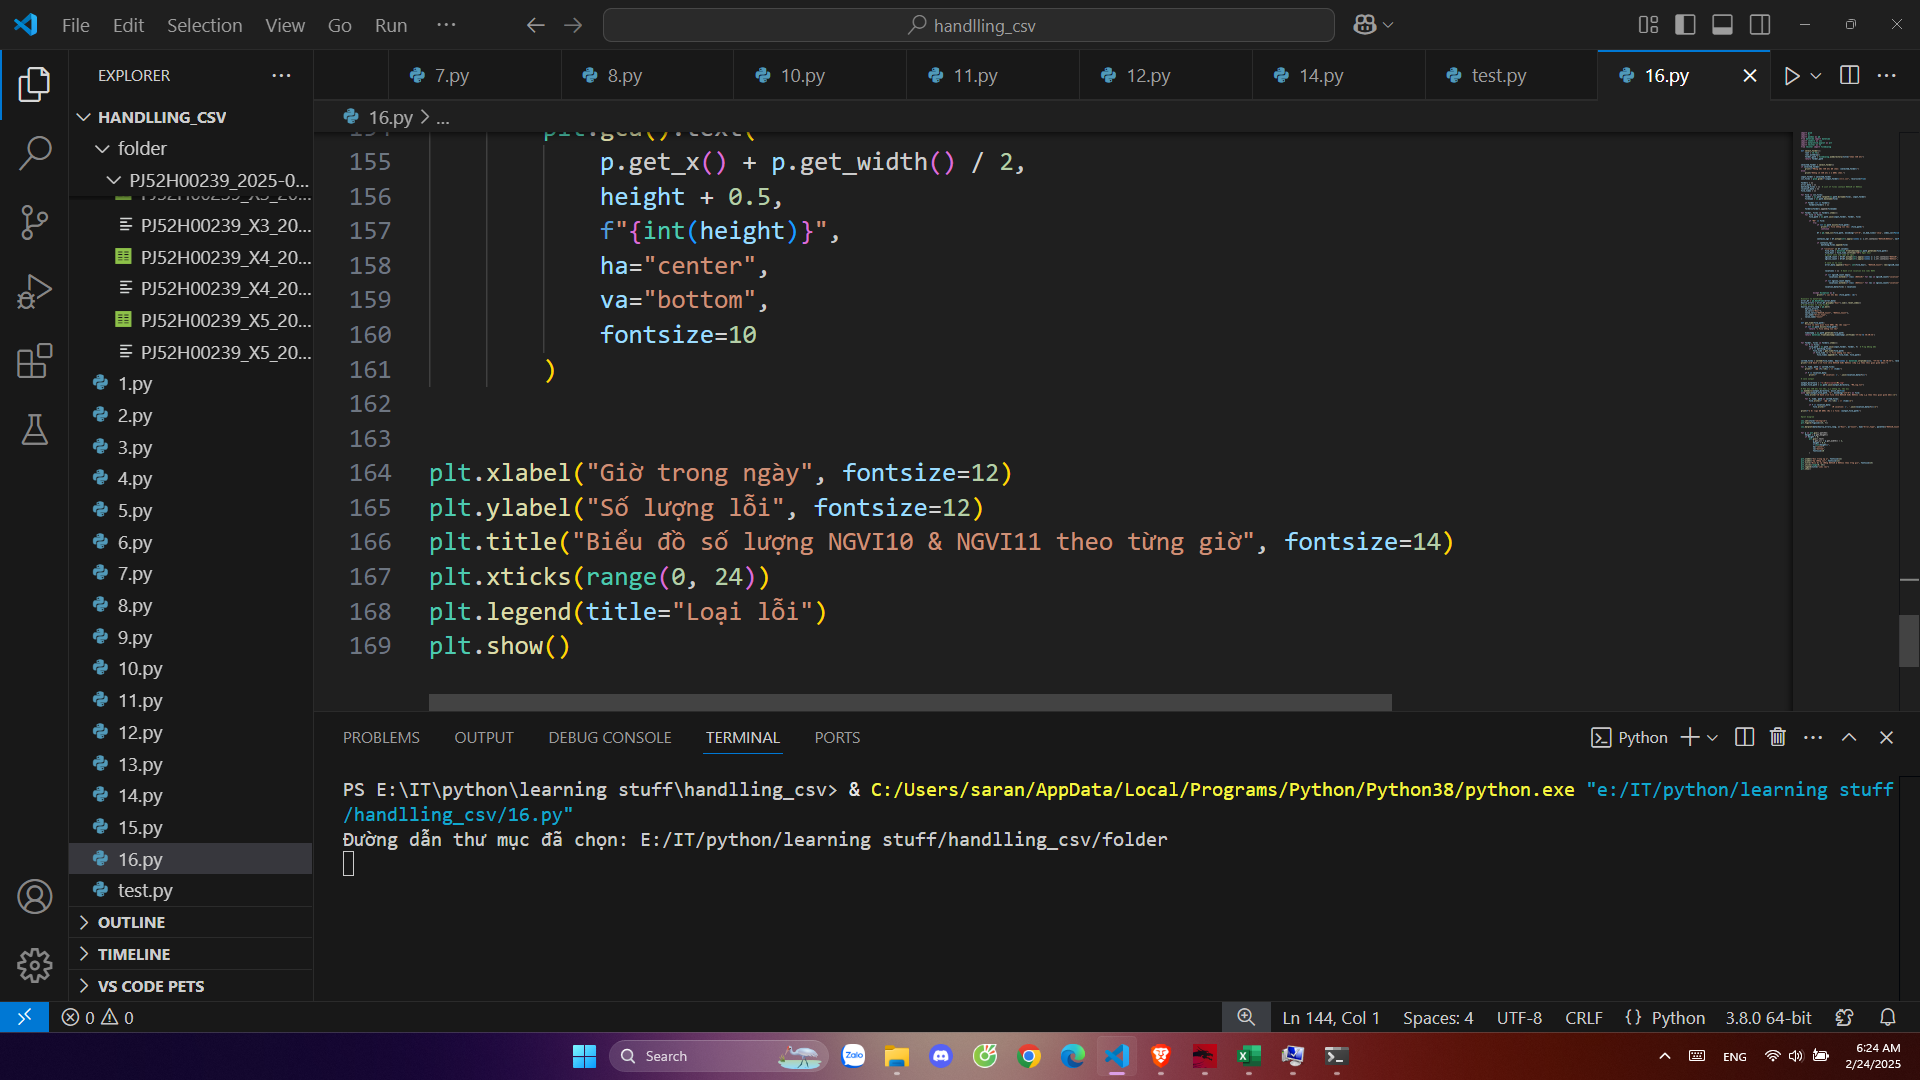 File Edit Selection View Go Run ...
handlling_csv
EXPLORER
7.py 8.py 10.py 11.py 12.py 14.py test.py 16.py
HANDLLING_CSV
folder
PJ52H00239_2025-0...
PJ52H00239_X3_20...
PJ52H00239_X4_20...
PJ52H00239_X4_20...
PJ52H00239_X5_20...
PJ52H00239_X5_20...
1.py
2.py
3.py
4.py
5.py
6.py
7.py
8.py
9.py
10.py
11.py
12.py
13.py
14.py
15.py
16.py
test.py
OUTLINE
TIMELINE
VS CODE PETS
16.py > ...
155 p.get_x() + p.get_width() / 2,
156 height + 0.5,
157 f"{int(height)}",
158 ha="center",
159 va="bottom",
160 fontsize=10
161 )
162
163
164 plt.xlabel("Giờ trong ngày", fontsize=12)
165 plt.ylabel("Số lượng lỗi", fontsize=12)
166 plt.title("Biểu đồ số lượng NGVI10 & NGVI11 theo từng giờ", fontsize=14)
167 plt.xticks(range(0, 24))
168 plt.legend(title="Loại lỗi")
169 plt.show()
PROBLEMS OUTPUT DEBUG CONSOLE TERMINAL PORTS
Python
PS E:\IT\python\learning stuff\handlling_csv> & C:/Users/saran/AppData/Local/Programs/Python/Python38/python.exe "e:/IT/python/learning stuff
/handlling_csv/16.py"
Đường dẫn thư mục đã chọn: E:/IT/python/learning stuff/handlling_csv/folder
0 0
Ln 144, Col 1 Spaces: 4 UTF-8 CRLF {} Python 3.8.0 64-bit
Search
Zalo
ENG
6:24 AM
2/24/2025